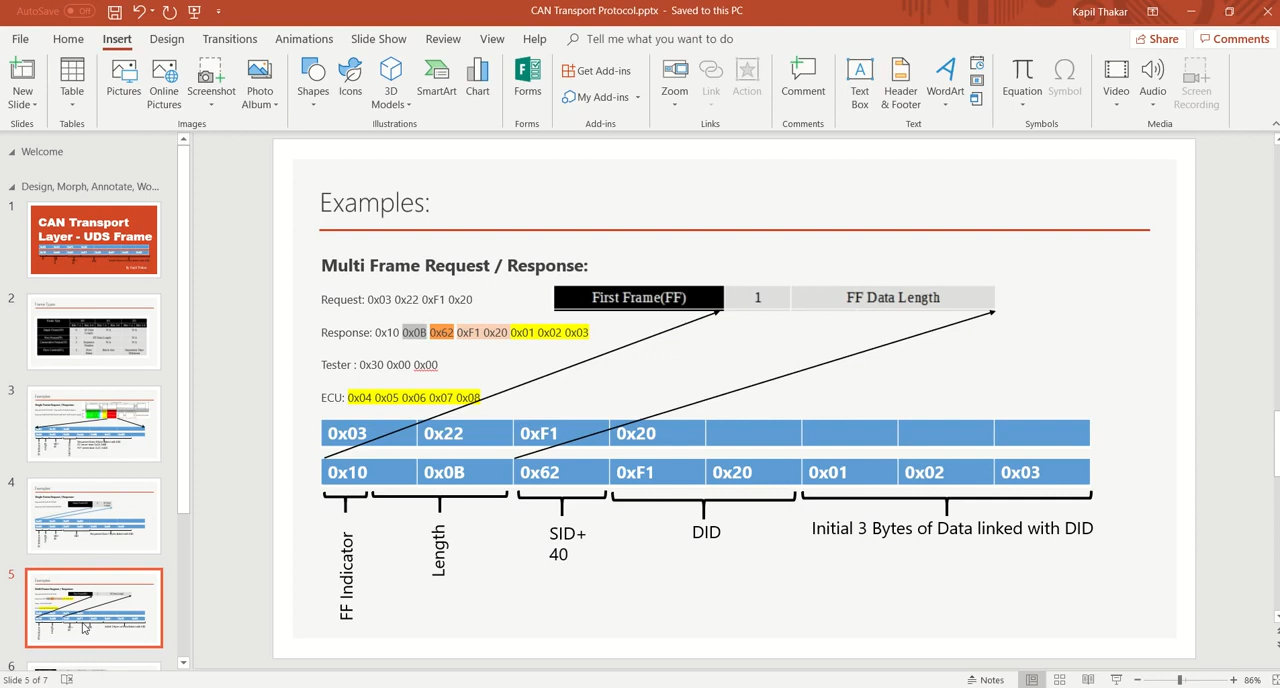 AutoSave Off
CAN Transport Protocol.pptx - Saved to this PC
Kapil Thakar
File Home Insert Design Transitions Animations Slide Show Review View Help Tell me what you want to do
Share Comments
New Slide
Table
Pictures
Online Pictures
Screenshot
Photo Album
Shapes
Icons
3D Models
SmartArt
Chart
Forms
Get Add-ins
My Add-ins
Zoom
Link
Action
Comment
Text Box
Header & Footer
WordArt
Equation
Symbol
Video
Audio
Screen Recording
Slides Tables Images Illustrations Forms Add-ins Links Comments Text Symbols Media
Welcome
Design, Morph, Annotate, Wo...
1
CAN Transport
Layer - UDS Frame
2
3
4
5
6
Examples:
Multi Frame Request / Response:
Request: 0x03 0x22 0xF1 0x20
First Frame(FF) 1 FF Data Length
Response: 0x10 0x0B 0x62 0xF1 0x20 0x01 0x02 0x03
Tester : 0x30 0x00 0x00
ECU: 0x04 0x05 0x06 0x07 0x08
0x03 0x22 0xF1 0x20
0x10 0x0B 0x62 0xF1 0x20 0x01 0x02 0x03
FF Indicator
Length
SID+
40
DID
Initial 3 Bytes of Data linked with DID
Slide 5 of 7
Notes
86%